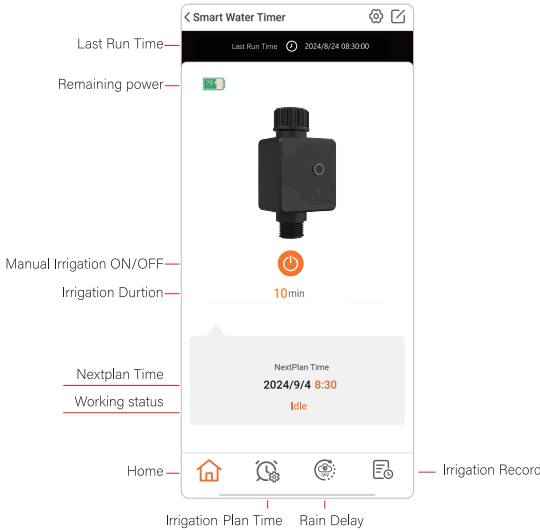 Smart Water Timer
Last Run Time
Last Run Time 2024/8/24 08:30:00
Remaining power
Manual Irrigation ON/OFF
Irrigation Durtion
10min
NextPlan Time
Nextplan Time
2024/9/4 8:30
Working status
Idle
Home
Irrigation Record
Irrigation Plan Time
Rain Delay